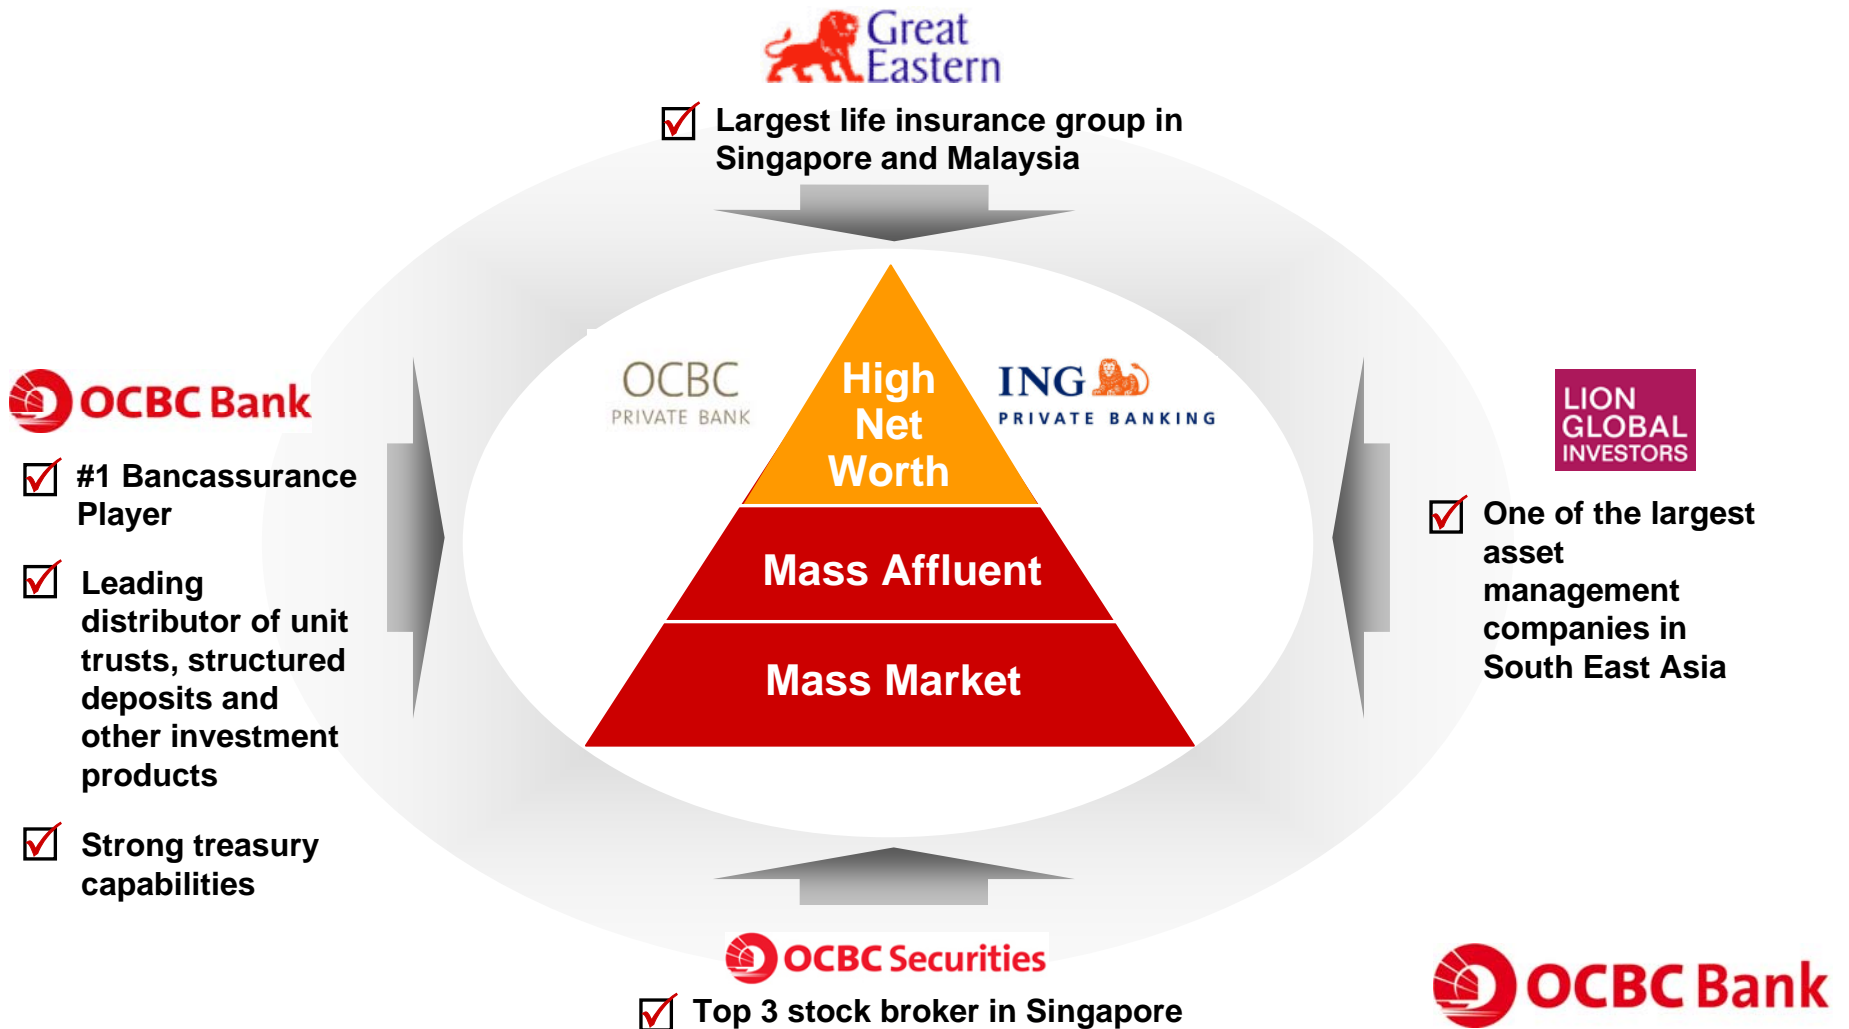 Great
Eastern
Largest life insurance group in
Singapore and Malaysia
OCBC Bank
#1 Bancassurance
Player
Leading
distributor of unit
trusts, structured
deposits and
other investment
products
Strong treasury
capabilities
OCBC
PRIVATE BANK
High
Net
Worth
ING
PRIVATE BANKING
Mass Affluent
Mass Market
LION
GLOBAL
INVESTORS
One of the largest
asset
management
companies in
South East Asia
OCBC Securities
Top 3 stock broker in Singapore
OCBC Bank